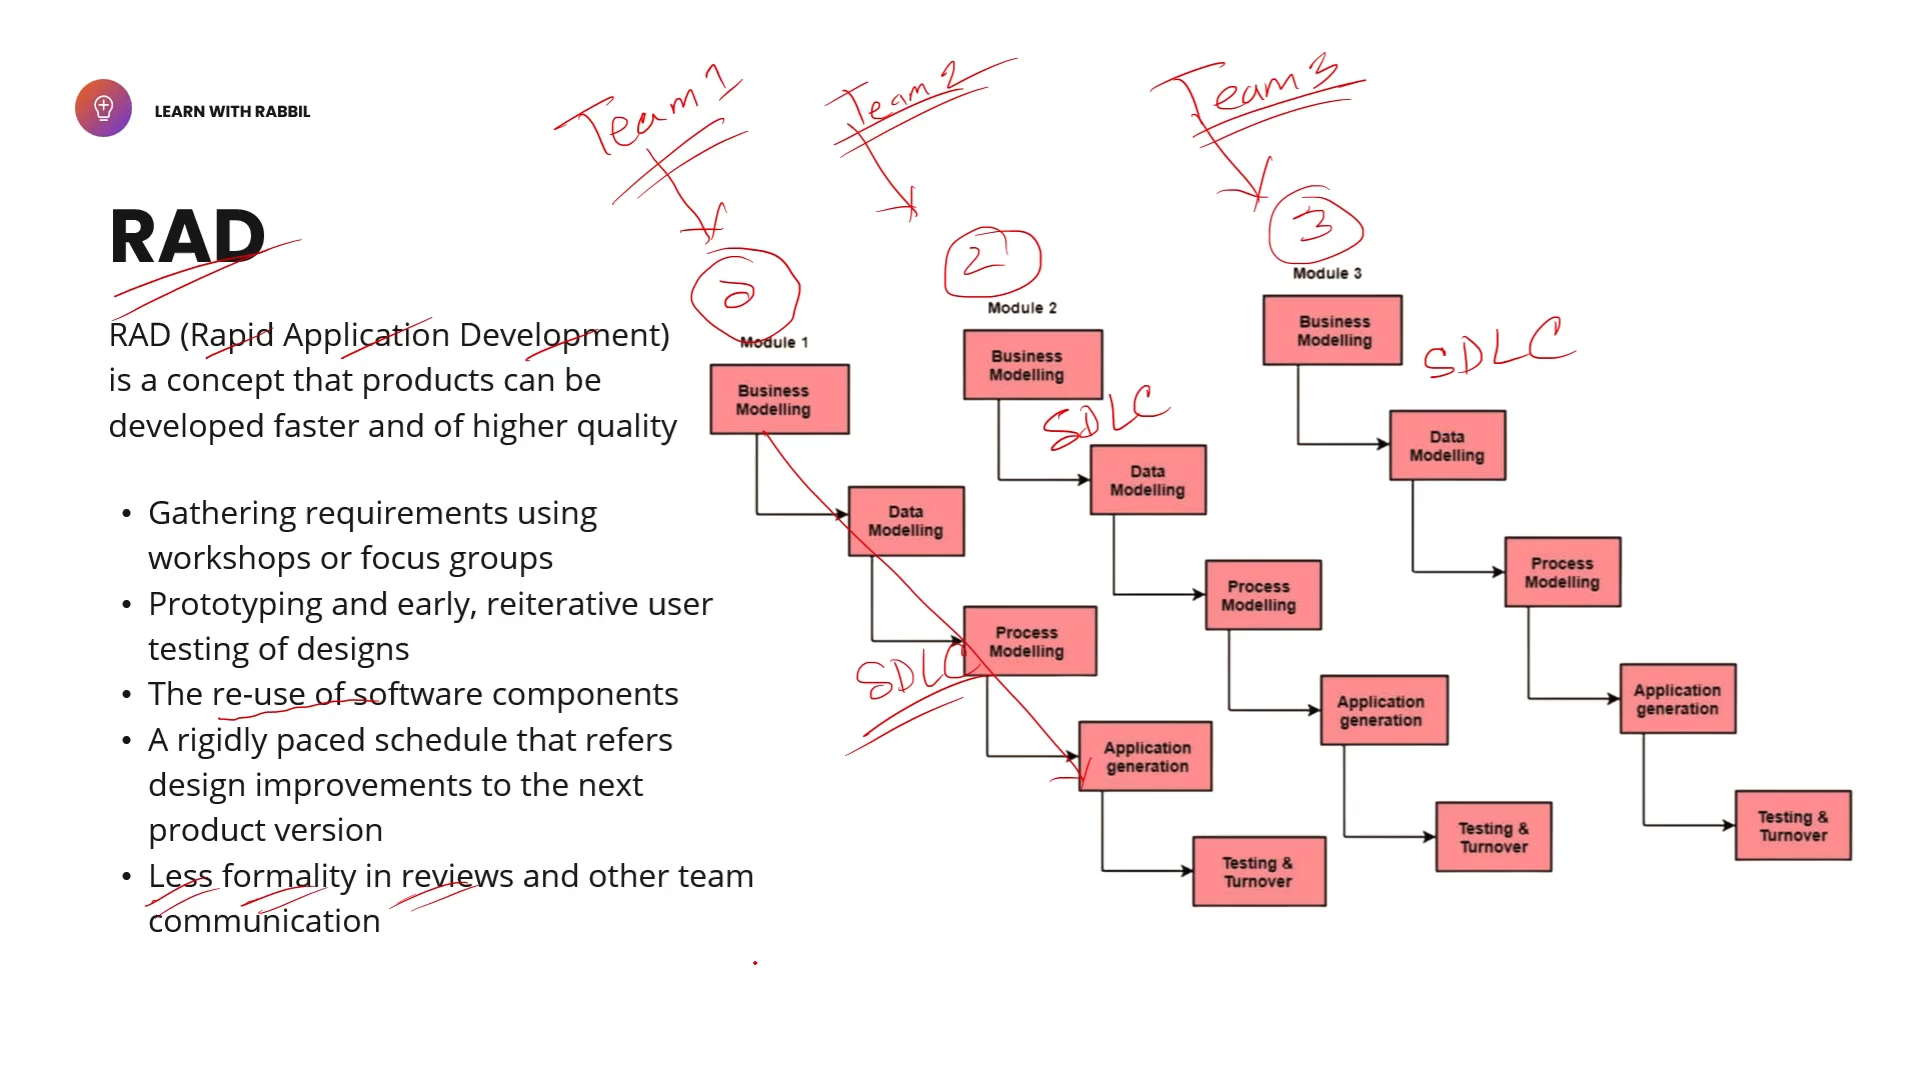 LEARN WITH RABBIL
Team 1
Team 2
Team 3
RAD
RAD (Rapid Application Development)
is a concept that products can be
developed faster and of higher quality
• Gathering requirements using
workshops or focus groups
• Prototyping and early, reiterative user
testing of designs
• The re-use of software components
• A rigidly paced schedule that refers
design improvements to the next
product version
• Less formality in reviews and other team
communication
Module 1
Business
Modelling
Data
Modelling
Process
Modelling
SDLC
Application
generation
Testing &
Turnover
2
Module 2
Business
Modelling
SDLC
Data
Modelling
Process
Modelling
Application
generation
Testing &
Turnover
3
Module 3
Business
Modelling
SDLC
Data
Modelling
Process
Modelling
Application
generation
Testing &
Turnover